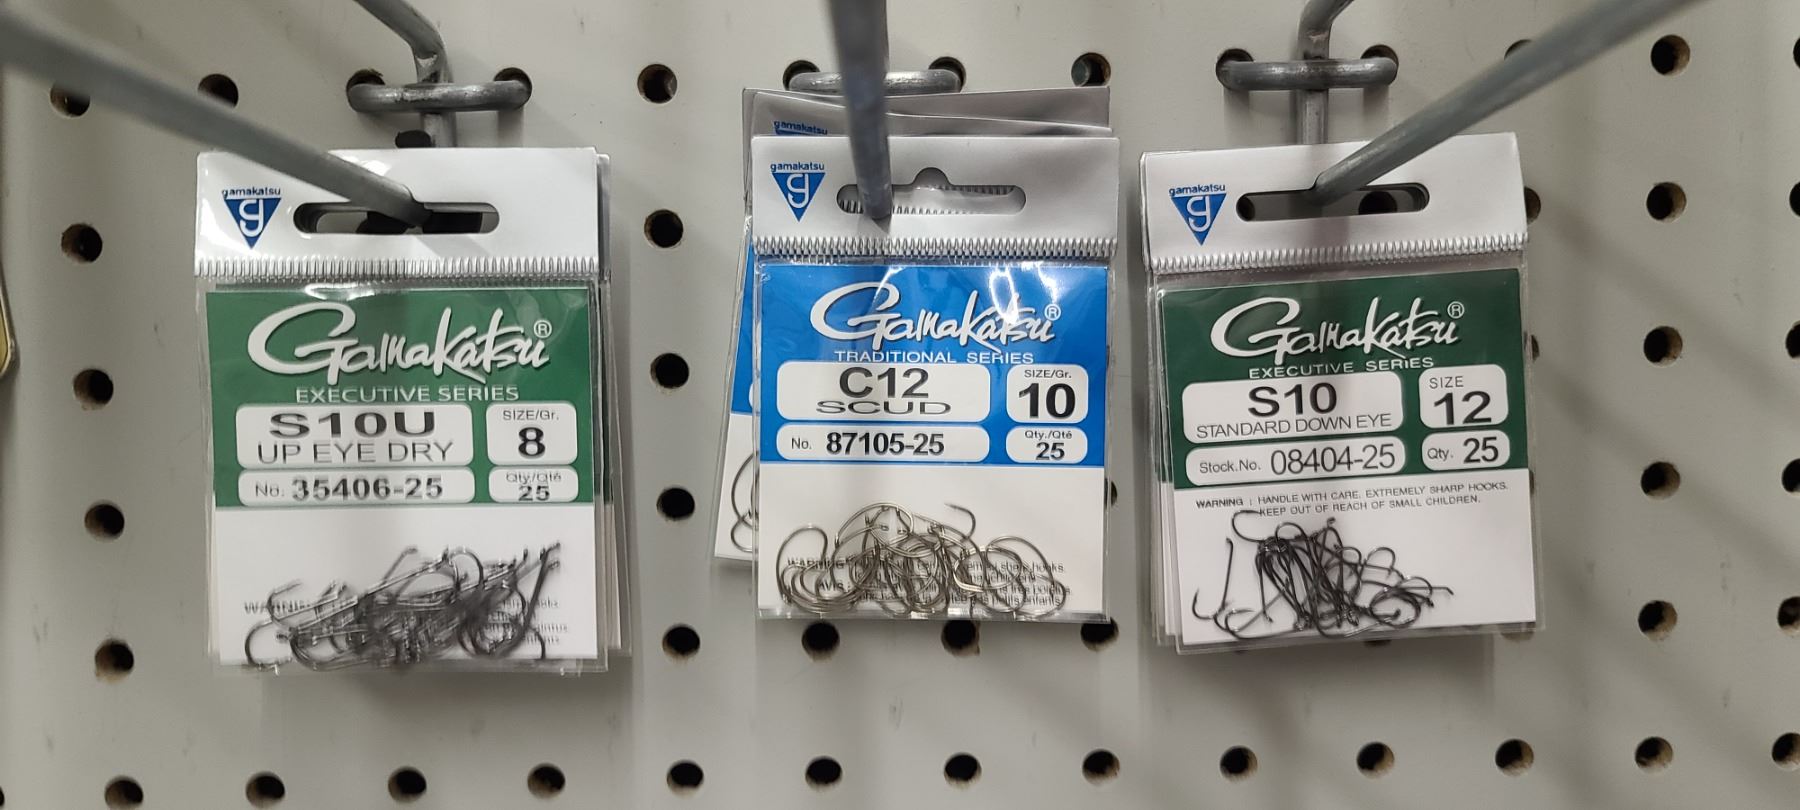 gamakatsu
Gamakatsu®
EXECUTIVE SERIES
S10U
UP EYE DRY
SIZE/Gr.
8
No. 35406-25
Qty/Qté
25
gamakatsu
gamakatsu
Gamakatsu®
TRADITIONAL SERIES
C12
SCUD
SIZE/Gr.
10
No. 87105-25
Qty./Qté
25
gamakatsu
Gamakatsu®
EXECUTIVE SERIES
S10
STANDARD DOWN EYE
SIZE
12
Stock.No. 08404-25
Qty. 25
WARNING : HANDLE WITH CARE. EXTREMELY SHARP HOOKS.
KEEP OUT OF REACH OF SMALL CHILDREN.